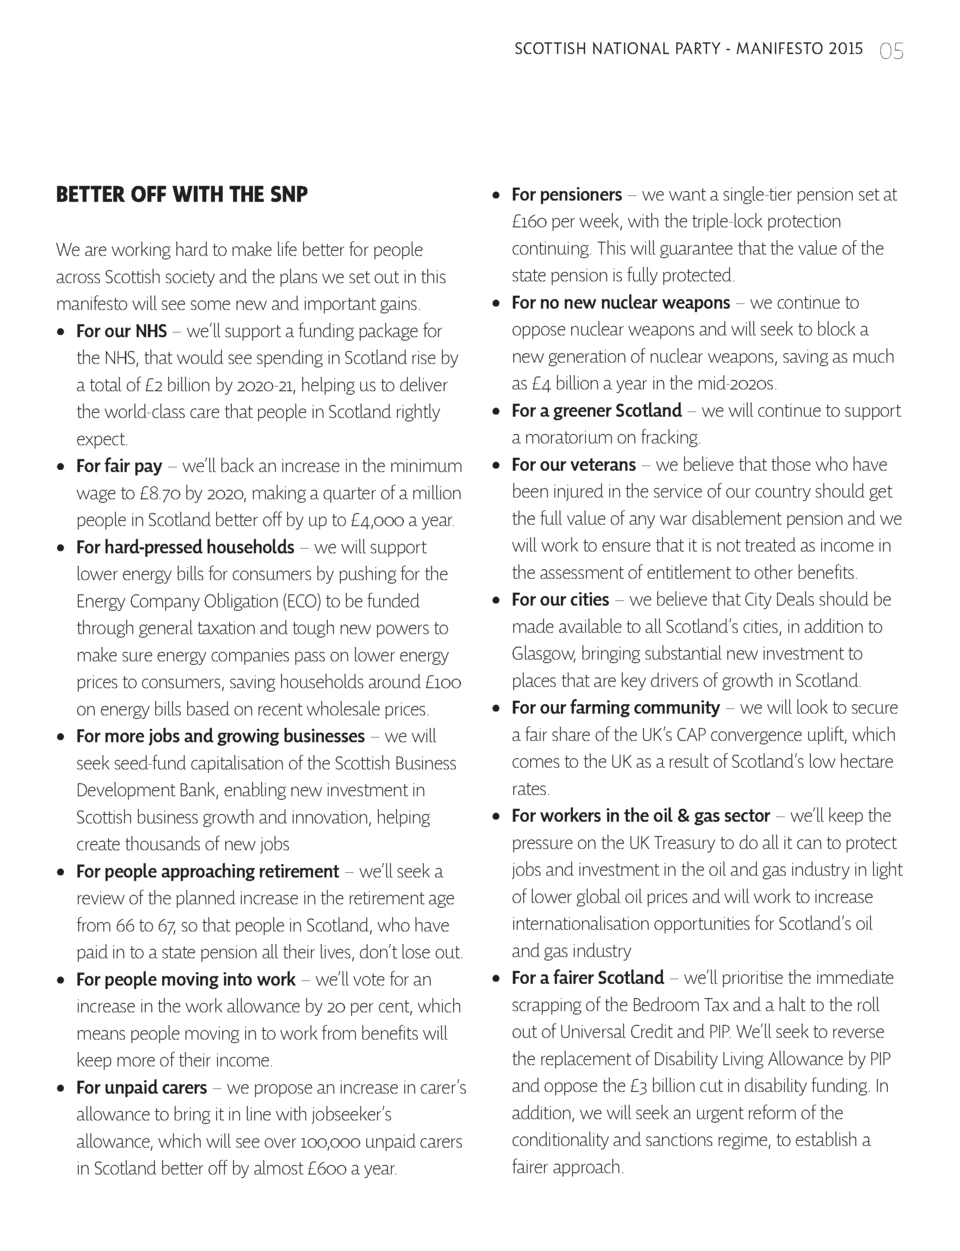 SCOTTISH NATIONAL PARTY - MANIFESTO 2015 05
BETTER OFF WITH THE SNP
We are working hard to make life better for people
across Scottish society and the plans we set out in this
manifesto will see some new and important gains.
• For our NHS – we’ll support a funding package for
the NHS, that would see spending in Scotland rise by
a total of £2 billion by 2020-21, helping us to deliver
the world-class care that people in Scotland rightly
expect.
• For fair pay – we’ll back an increase in the minimum
wage to £8.70 by 2020, making a quarter of a million
people in Scotland better off by up to £4,000 a year.
• For hard-pressed households – we will support
lower energy bills for consumers by pushing for the
Energy Company Obligation (ECO) to be funded
through general taxation and tough new powers to
make sure energy companies pass on lower energy
prices to consumers, saving households around £100
on energy bills based on recent wholesale prices.
• For more jobs and growing businesses – we will
seek seed-fund capitalisation of the Scottish Business
Development Bank, enabling new investment in
Scottish business growth and innovation, helping
create thousands of new jobs
• For people approaching retirement – we’ll seek a
review of the planned increase in the retirement age
from 66 to 67, so that people in Scotland, who have
paid in to a state pension all their lives, don’t lose out.
• For people moving into work – we’ll vote for an
increase in the work allowance by 20 per cent, which
means people moving in to work from benefits will
keep more of their income.
• For unpaid carers – we propose an increase in carer’s
allowance to bring it in line with jobseeker’s
allowance, which will see over 100,000 unpaid carers
in Scotland better off by almost £600 a year.
• For pensioners – we want a single-tier pension set at
£160 per week, with the triple-lock protection
continuing. This will guarantee that the value of the
state pension is fully protected.
• For no new nuclear weapons – we continue to
oppose nuclear weapons and will seek to block a
new generation of nuclear weapons, saving as much
as £4 billion a year in the mid-2020s.
• For a greener Scotland – we will continue to support
a moratorium on fracking.
• For our veterans – we believe that those who have
been injured in the service of our country should get
the full value of any war disablement pension and we
will work to ensure that it is not treated as income in
the assessment of entitlement to other benefits.
• For our cities – we believe that City Deals should be
made available to all Scotland’s cities, in addition to
Glasgow, bringing substantial new investment to
places that are key drivers of growth in Scotland.
• For our farming community – we will look to secure
a fair share of the UK’s CAP convergence uplift, which
comes to the UK as a result of Scotland’s low hectare
rates.
• For workers in the oil & gas sector – we’ll keep the
pressure on the UK Treasury to do all it can to protect
jobs and investment in the oil and gas industry in light
of lower global oil prices and will work to increase
internationalisation opportunities for Scotland’s oil
and gas industry
• For a fairer Scotland – we’ll prioritise the immediate
scrapping of the Bedroom Tax and a halt to the roll
out of Universal Credit and PIP. We’ll seek to reverse
the replacement of Disability Living Allowance by PIP
and oppose the £3 billion cut in disability funding. In
addition, we will seek an urgent reform of the
conditionality and sanctions regime, to establish a
fairer approach.